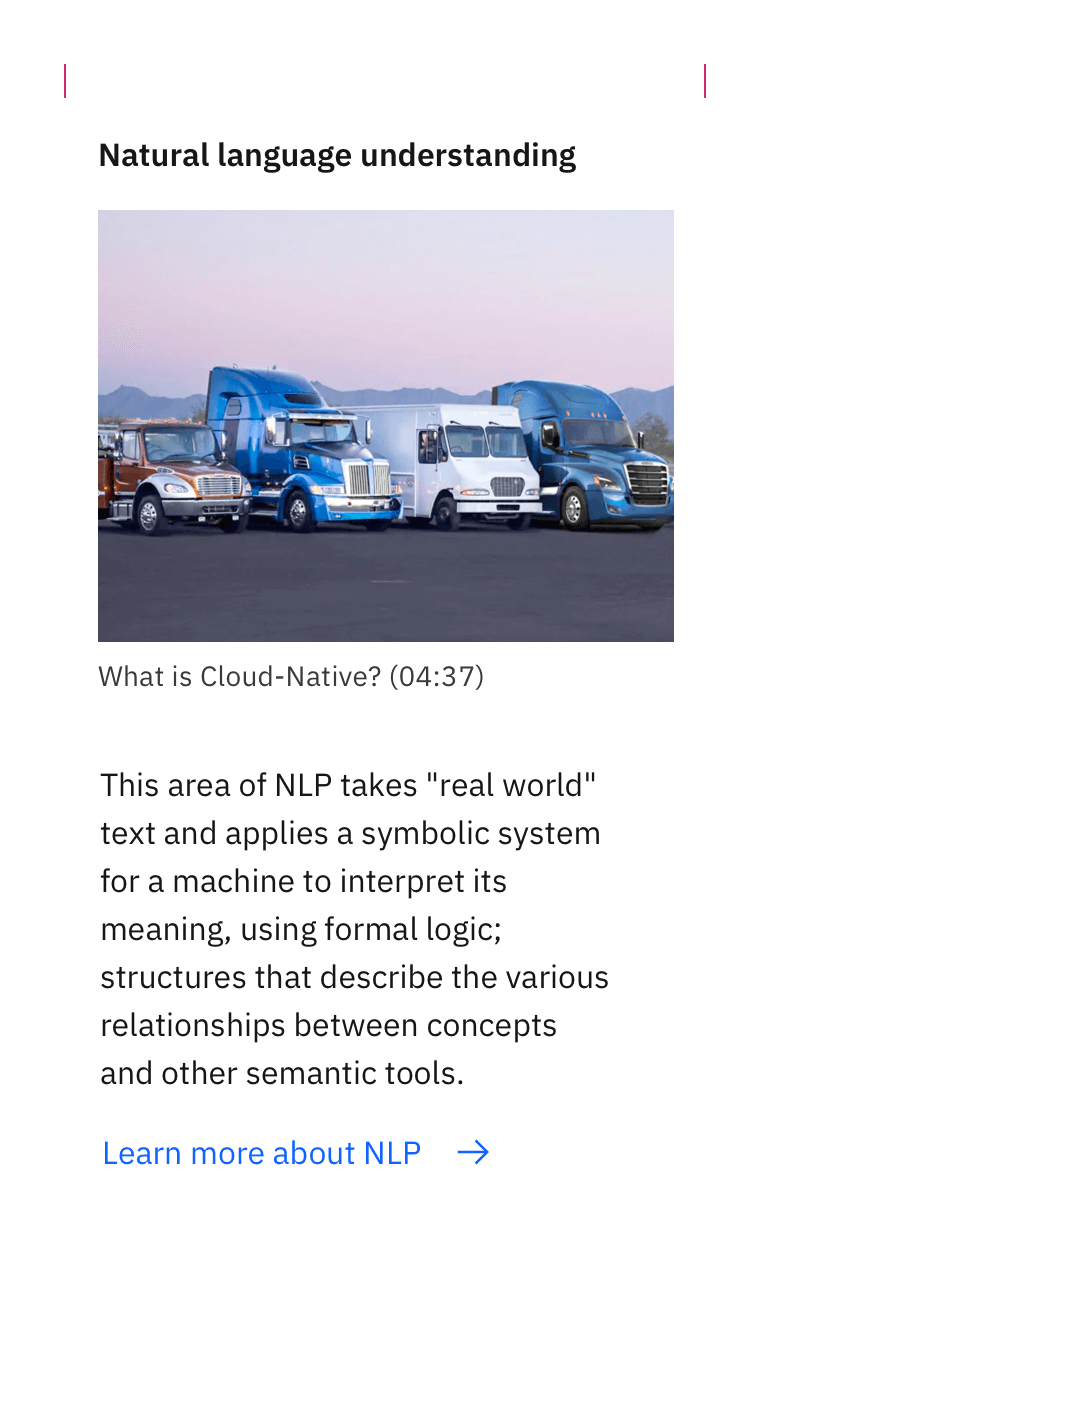 Natural language understanding
What is Cloud-Native? (04:37)
This area of NLP takes "real world"
text and applies a symbolic system
for a machine to interpret its
meaning, using formal logic;
structures that describe the various
relationships between concepts
and other semantic tools.
Learn more about NLP →